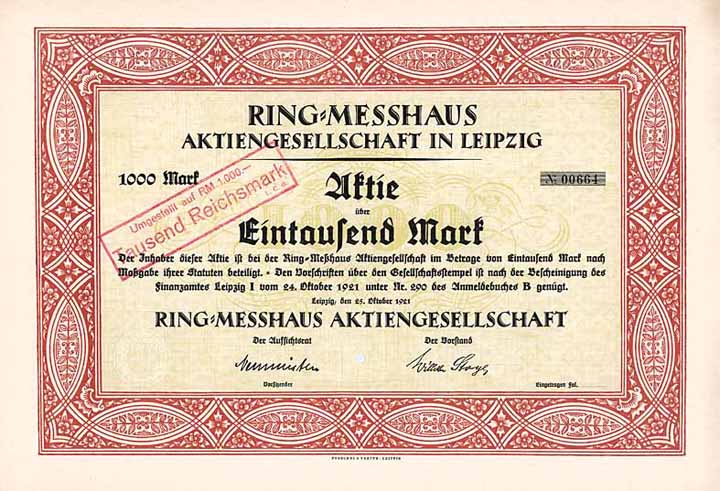 RING=MESSHAUS
AKTIENGESELLSCHAFT IN LEIPZIG
1000 Mark
№ 00664
Umgestellt auf RM 1.000.—
Tausend Reichsmark
Aktie
über
Eintausend Mark
Der Inhaber dieser Aktie ist bei der Ring=Meßhaus Aktiengesellschaft im Betrage von Eintausend Mark nach
Maßgabe ihrer Statuten beteiligt. • Den Vorschriften über den Gesellschaftsstempel ist nach der Bescheinigung des
Finanzamtes Leipzig I vom 24. Oktober 1921 unter Nr. 290 des Anmeldebuches B genügt.
Leipzig, den 25. Oktober 1921
RING=MESSHAUS AKTIENGESELLSCHAFT
Der Aufsichtsrat
Der Vorstand
Vorsitzender
Eingetragen Fol.